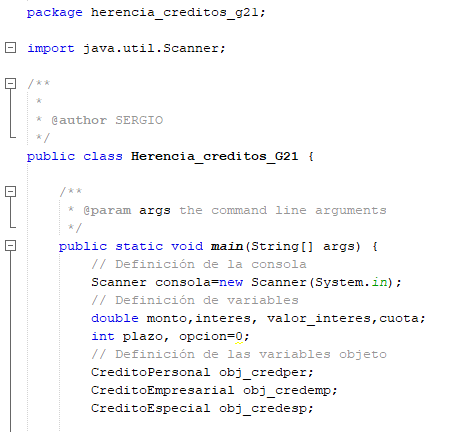 package herencia_creditos_g21;
import java.util.Scanner;
/**
 *
 * @author SERGIO
 */
public class Herencia_creditos_G21 {
    /**
     * @param args the command line arguments
     */
    public static void main(String[] args) {
        // Definición de la consola
        Scanner consola=new Scanner(System.in);
        // Definición de variables
        double monto,interes, valor_interes,cuota;
        int plazo, opcion=0;
        // Definición de las variables objeto
        CreditoPersonal obj_credper;
        CreditoEmpresarial obj_credemp;
        CreditoEspecial obj_credesp;